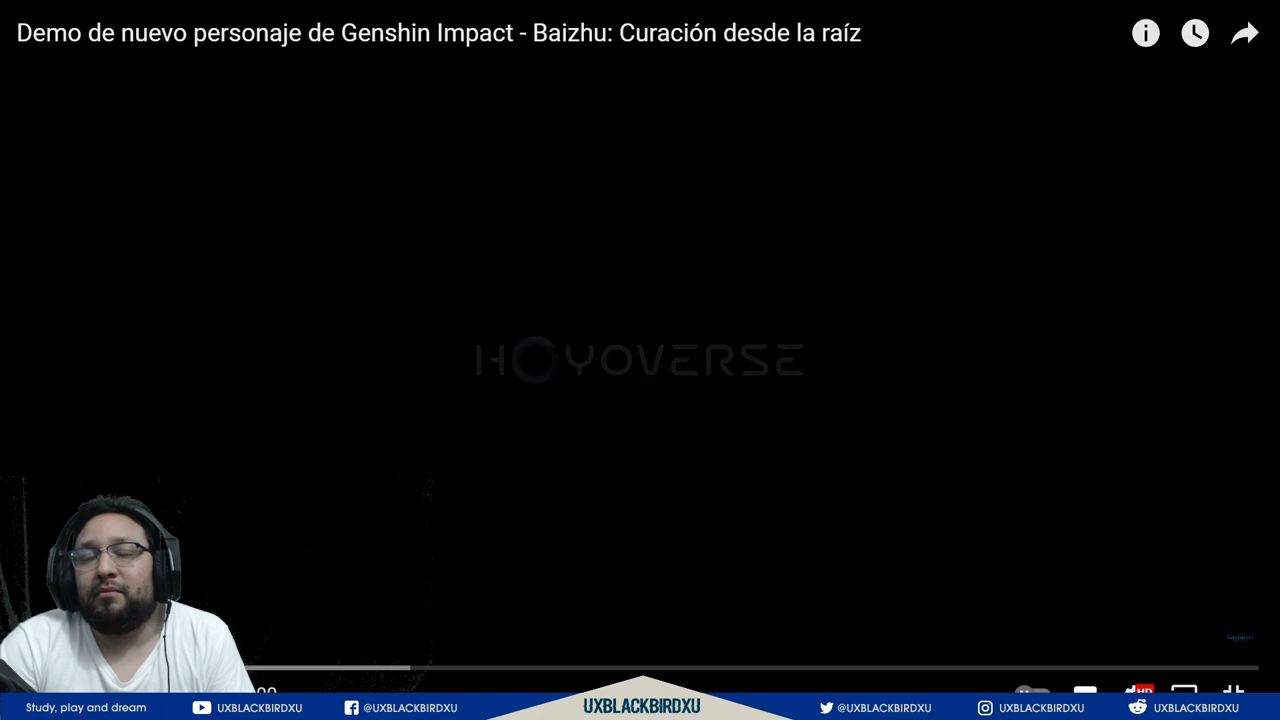 Demo de nuevo personaje de Genshin Impact - Baizhu: Curación desde la raíz
HOYOVERSE
HD
Study, play and dream
UXBLACKBIRDXU
@UXBLACKBIRDXU
UXBLACKBIRDXU
@UXBLACKBIRDXU
UXBLACKBIRDXU
UXBLACKBIRDXU